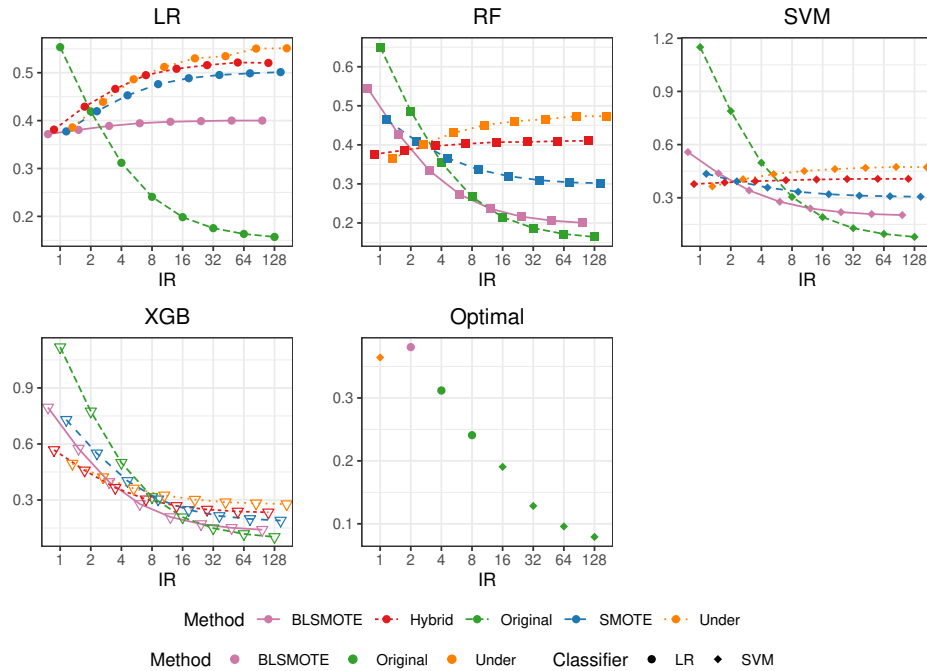 LR RF SVM
0.5
0.4
0.3
0.2
0.6
0.5
0.4
0.3
0.2
1.2
0.9
0.6
0.3
1 2 4 8 16 32 64 128
1 2 4 8 16 32 64 128
1 2 4 8 16 32 64 128
IR IR IR
XGB Optimal
0.9
0.6
0.3
0.3
0.2
0.1
1 2 4 8 16 32 64 128
1 2 4 8 16 32 64 128
IR IR
Method BLSMOTE Hybrid Original SMOTE Under
Method BLSMOTE Original Under Classifier LR SVM